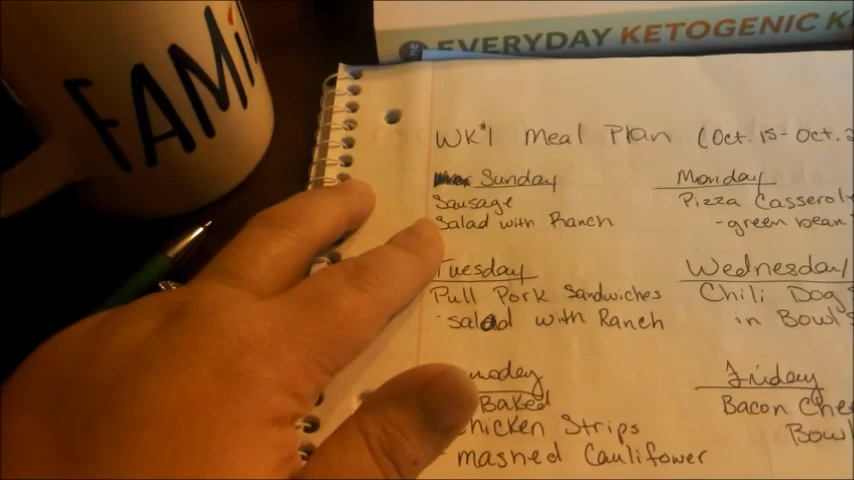 FAMi
EVERYDAY KETOGENIC K
WK#1 Meal Plan (Oct. 15-Oct. 2
Sunday
Sausage
Salad with Ranch
Monday
Pizza Casserol
- green bean
Tuesday
Pull Pork Sandwiches
- salad with Ranch
Wednesday
Chili Dog
in Bowl's
Baked
hicken Strips
- mashed Caulifower
Friday
Bacon Che
Bowl